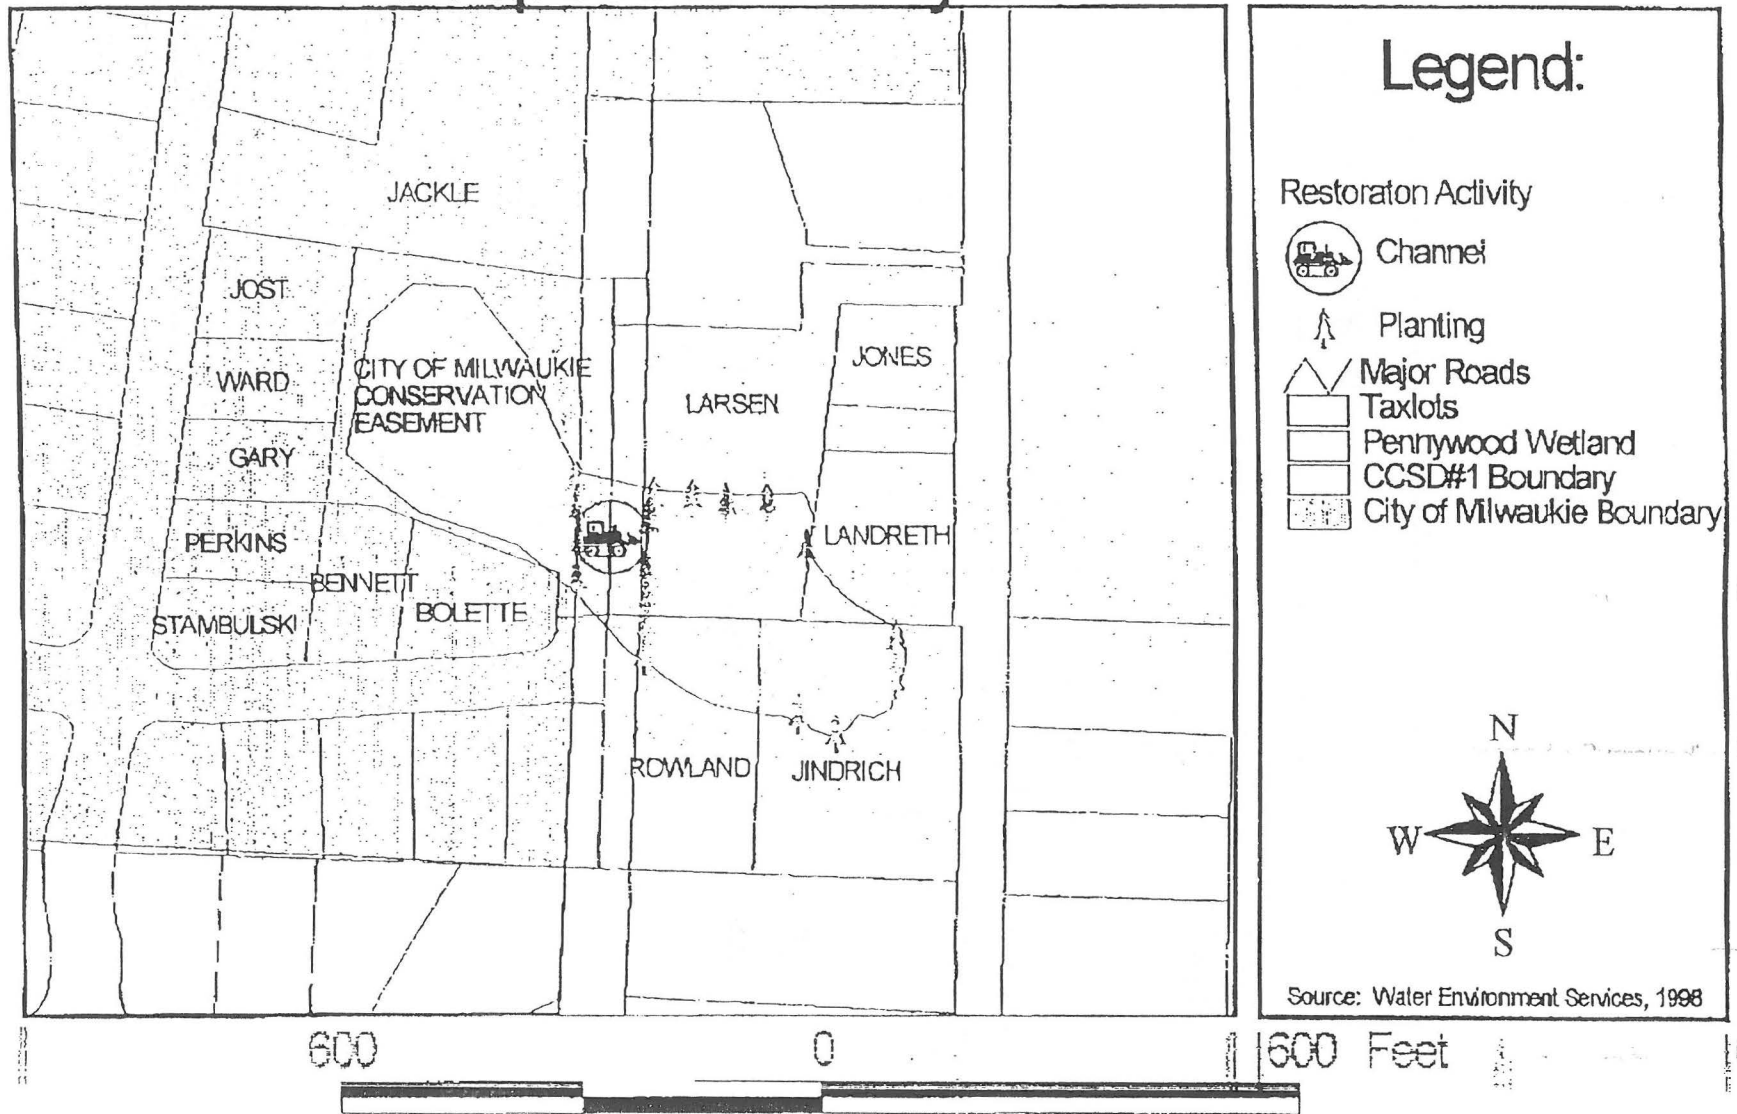 JACKLE
JOST
WARD
GARY
PERKINS
BENNETT
STAMBULSKI
BOLETTE
CITY OF MILWAUKIE
CONSERVATION
EASEMENT
LARSEN
JONES
LANDRETH
ROWLAND
JINDRICH
Legend:
Restoraton Activity
Channel
Planting
Major Roads
Taxlots
Pennywood Wetland
CCSD#1 Boundary
City of Milwaukie Boundary
N
W E
S
Source: Water Environment Services, 1998
600 0 600 Feet